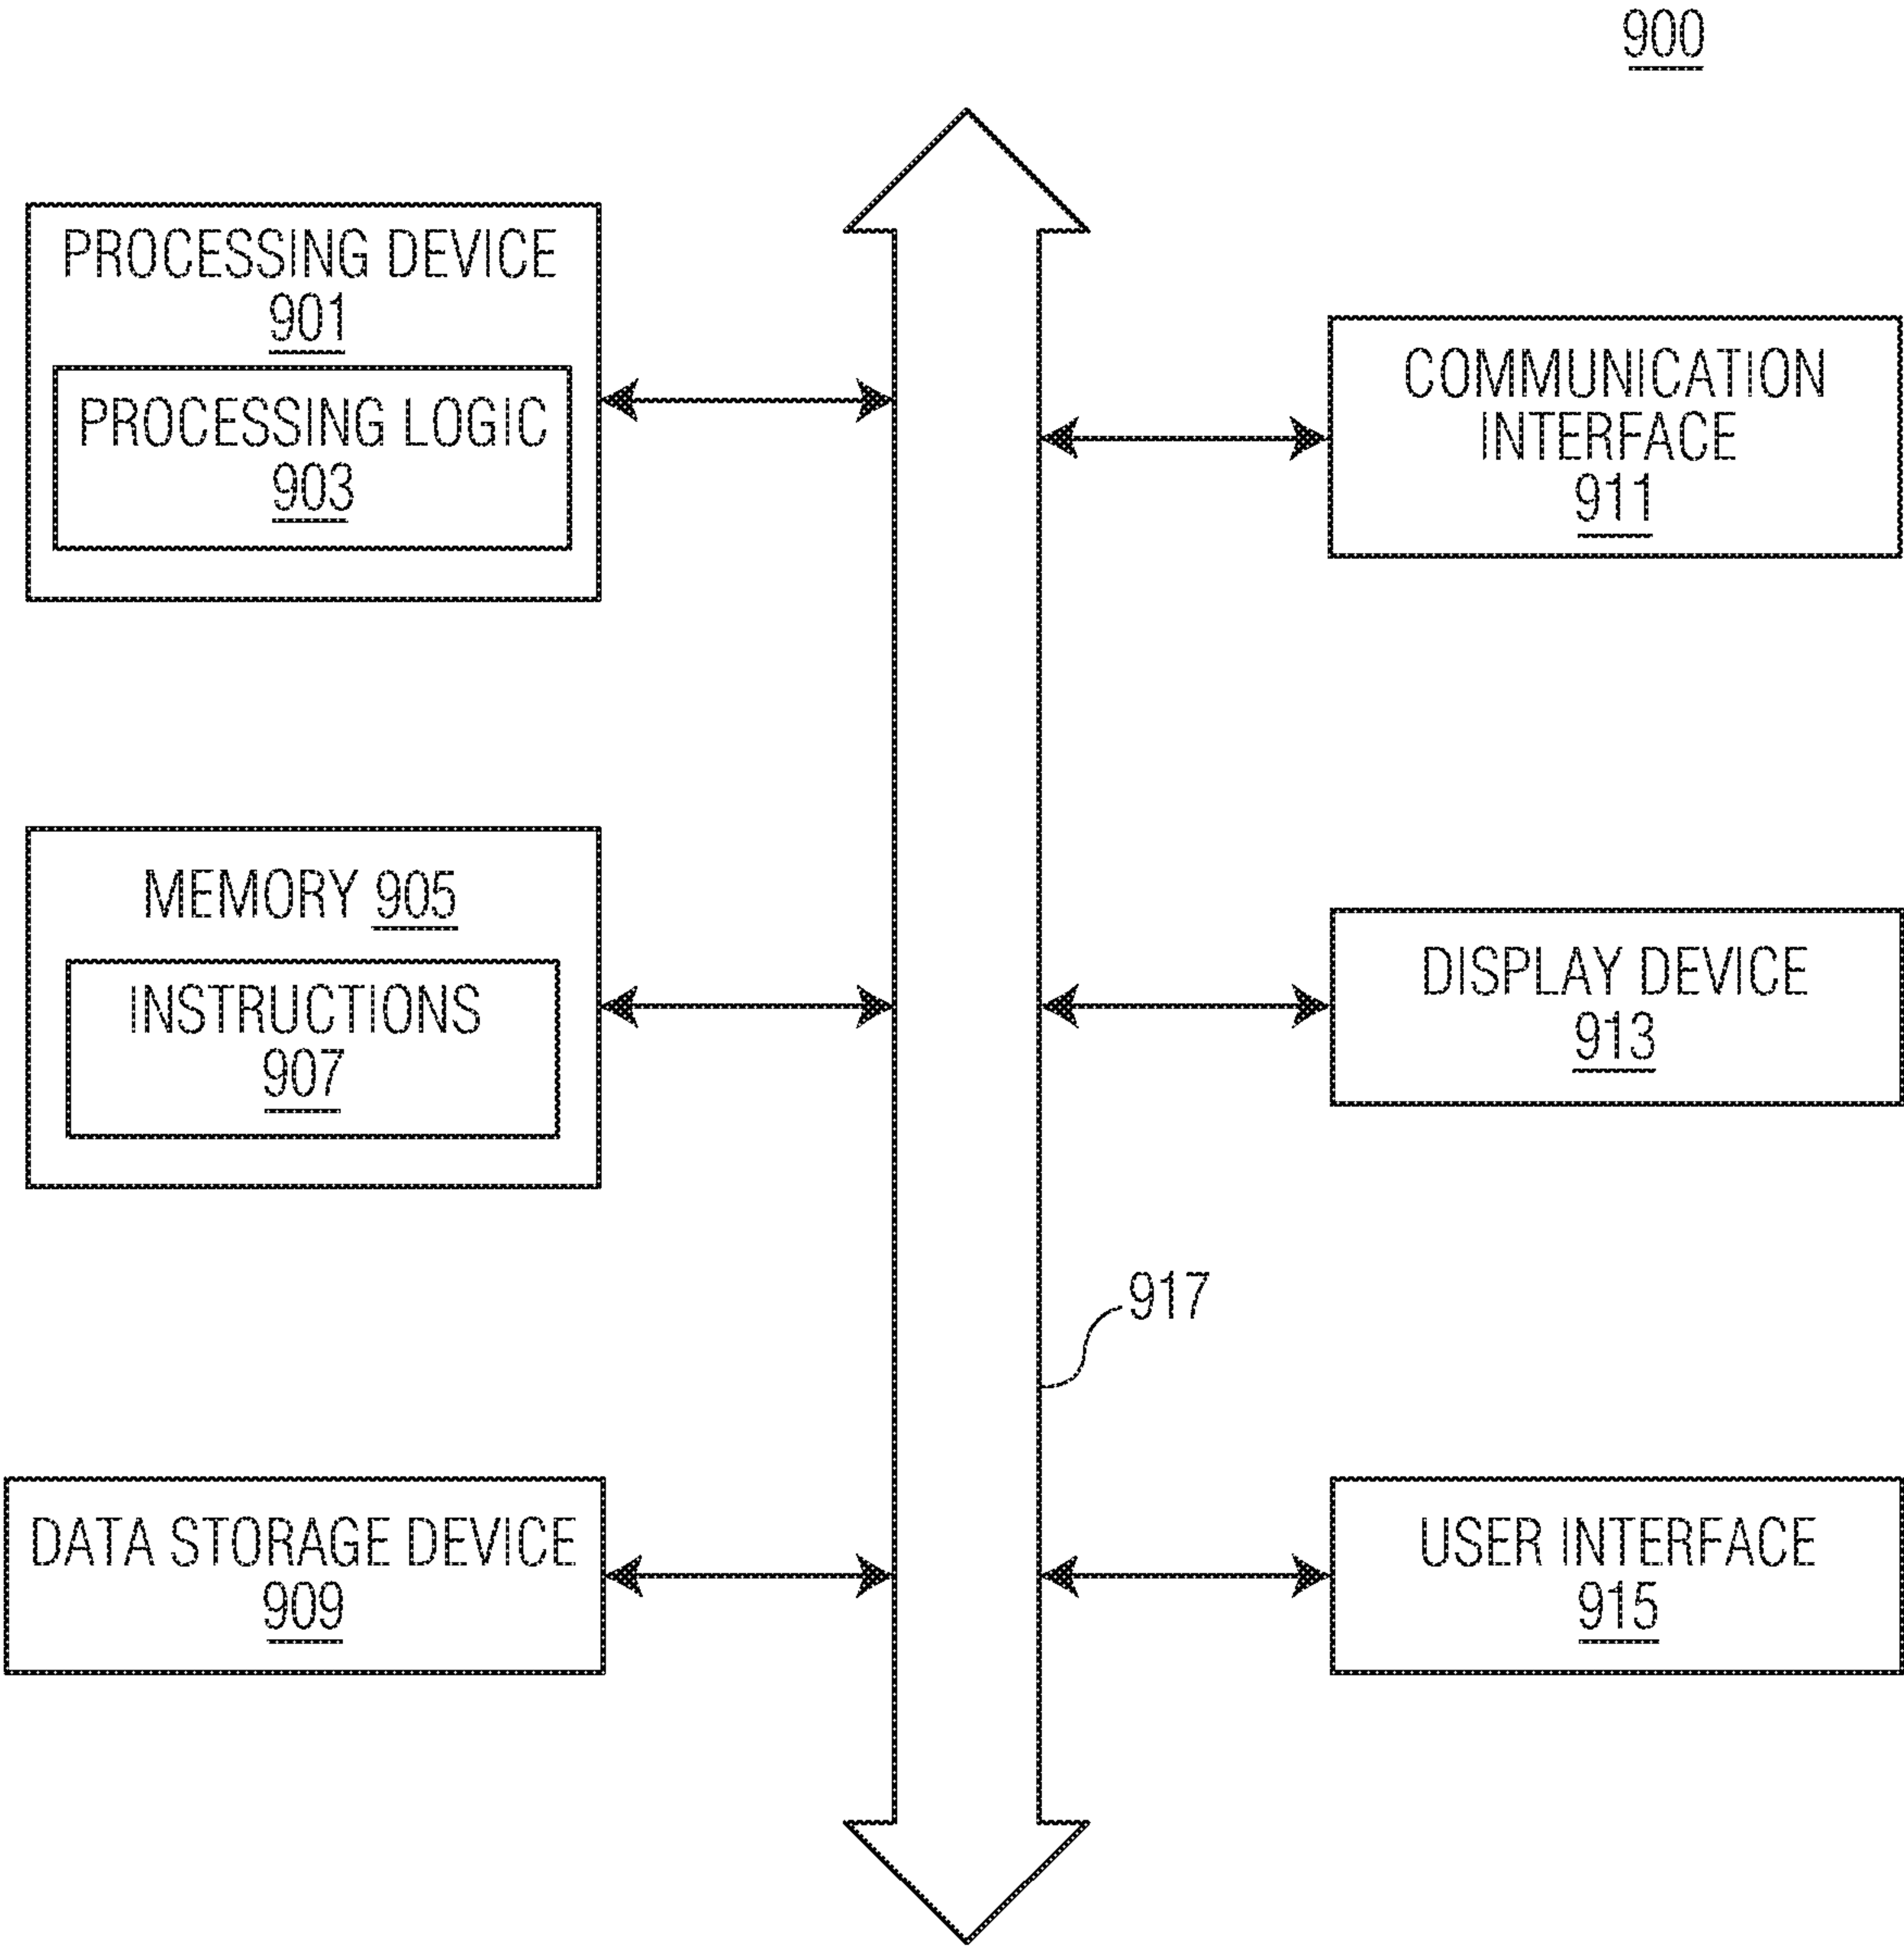 900
PROCESSING DEVICE
901
PROCESSING LOGIC
903
COMMUNICATION
INTERFACE
911
MEMORY 905
INSTRUCTIONS
907
DISPLAY DEVICE
913
917
DATA STORAGE DEVICE
909
USER INTERFACE
915